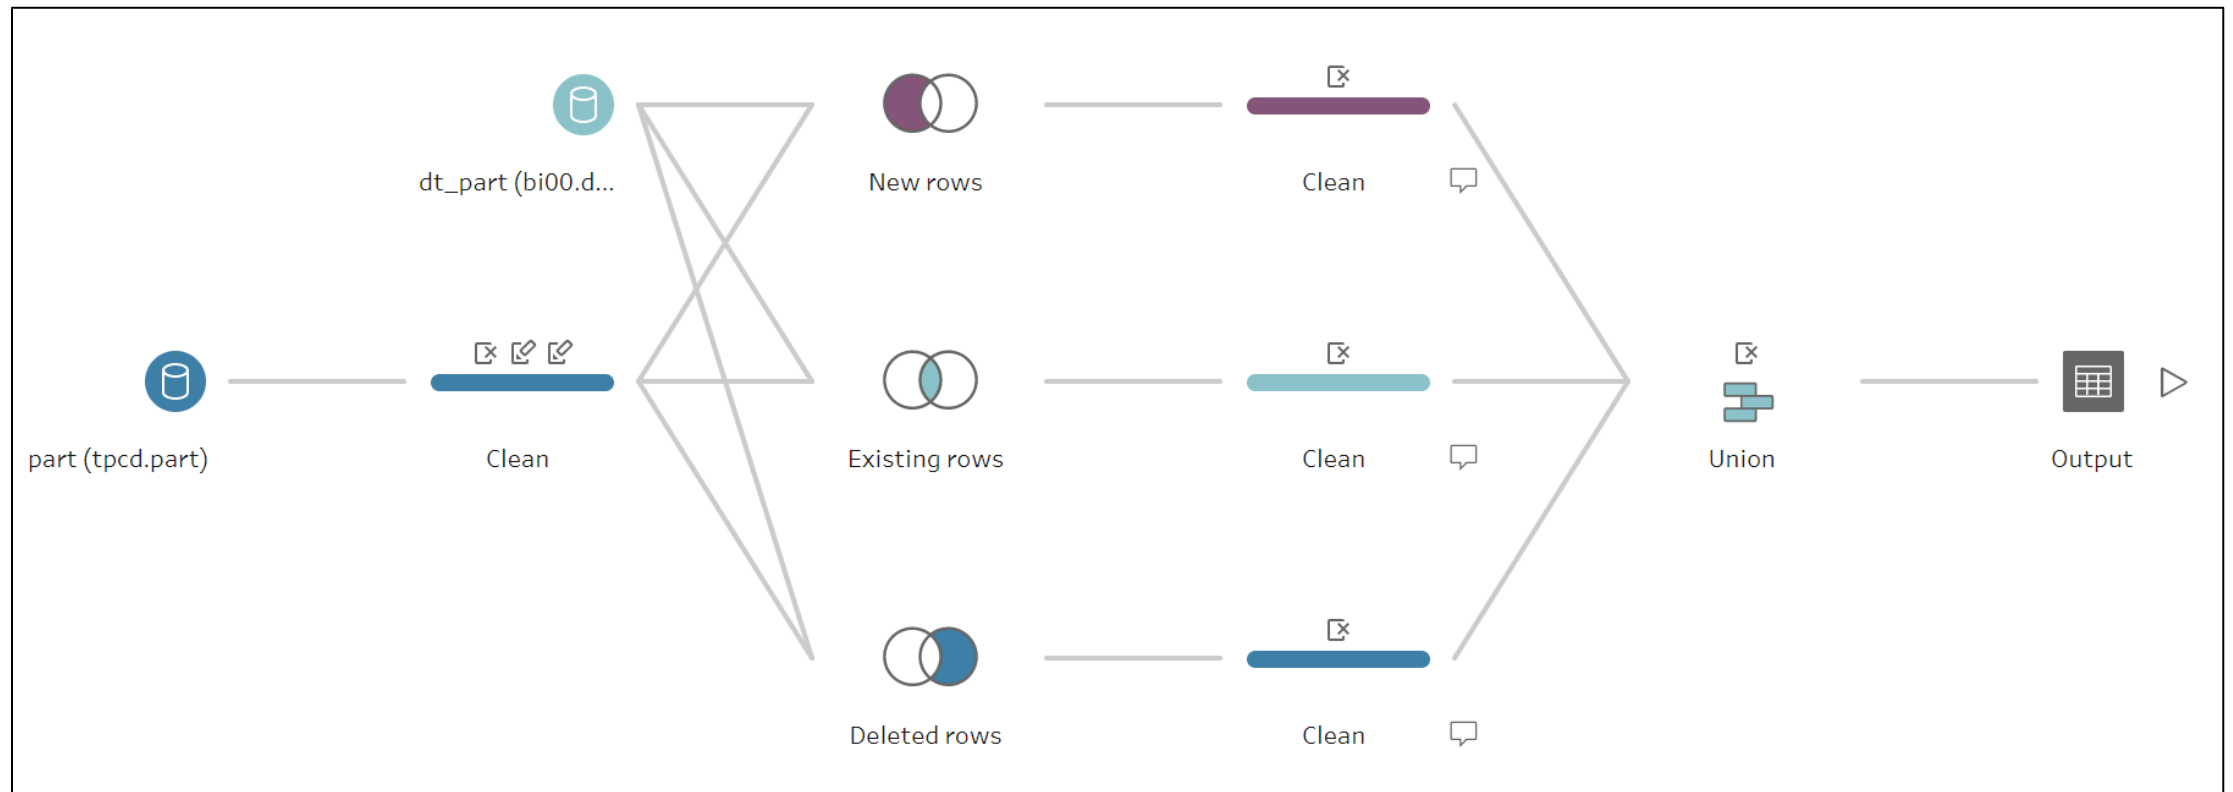 dt_part (bi00.d...
New rows
Clean
part (tpcd.part)
Clean
Existing rows
Clean
Union
Output
Deleted rows
Clean